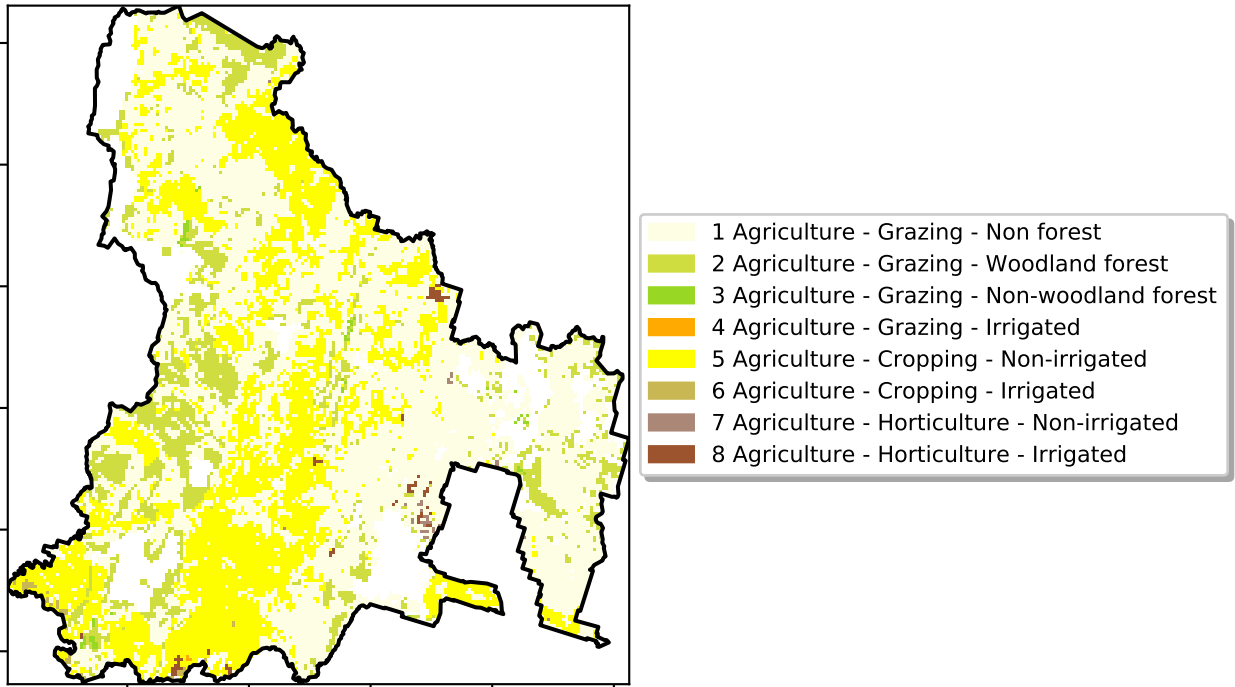 1 Agriculture - Grazing - Non forest
2 Agriculture - Grazing - Woodland forest
3 Agriculture - Grazing - Non-woodland forest
4 Agriculture - Grazing - Irrigated
5 Agriculture - Cropping - Non-irrigated
6 Agriculture - Cropping - Irrigated
7 Agriculture - Horticulture - Non-irrigated
8 Agriculture - Horticulture - Irrigated